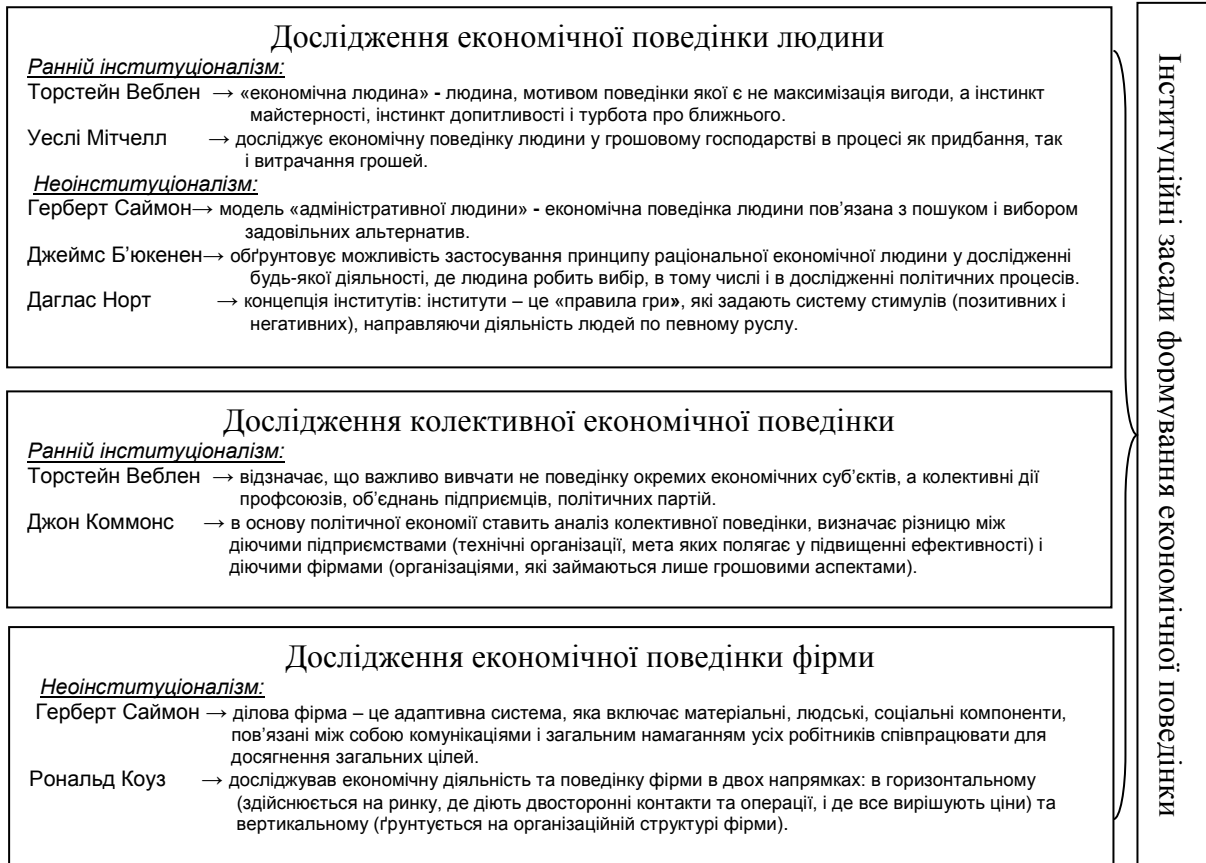 Дослідження економічної поведінки людини
Ранній інституціоналізм:
Торстейн Веблен → «економічна людина» - людина, мотивом поведінки якої є не максимізація вигоди, а інстинкт
майстерності, інстинкт допитливості і турбота про ближнього.
Уеслі Мітчелл → досліджує економічну поведінку людини у грошовому господарстві в процесі як придбання, так
і витрачання грошей.
Неоінституціоналізм:
Герберт Саймон→ модель «адміністративної людини» - економічна поведінка людини пов’язана з пошуком і вибором
задовільних альтернатив.
Джеймс Б’юкенен→ обґрунтовує можливість застосування принципу раціональної економічної людини у дослідженні
будь-якої діяльності, де людина робить вибір, в тому числі і в дослідженні політичних процесів.
Даглас Норт → концепція інститутів: інститути – це «правила гри», які задають систему стимулів (позитивних і
негативних), направляючи діяльність людей по певному руслу.
Дослідження колективної економічної поведінки
Ранній інституціоналізм:
Торстейн Веблен → відзначає, що важливо вивчати не поведінку окремих економічних суб’єктів, а колективні дії
профсоюзів, об’єднань підприємців, політичних партій.
Джон Коммонс → в основу політичної економії ставить аналіз колективної поведінки, визначає різницю між
діючими підприємствами (технічні організації, мета яких полягає у підвищенні ефективності) і
діючими фірмами (організаціями, які займаються лише грошовими аспектами).
Дослідження економічної поведінки фірми
Неоінституціоналізм:
Герберт Саймон → ділова фірма – це адаптивна система, яка включає матеріальні, людські, соціальні компоненти,
пов’язані між собою комунікаціями і загальним намаганням усіх робітників співпрацювати для
досягнення загальних цілей.
Рональд Коуз → досліджував економічну діяльність та поведінку фірми в двох напрямках: в горизонтальному
(здійснюється на ринку, де діють двосторонні контакти та операції, і де все вирішують ціни) та
вертикальному (ґрунтується на організаційній структурі фірми).
Інституційні засади формування економічної поведінки